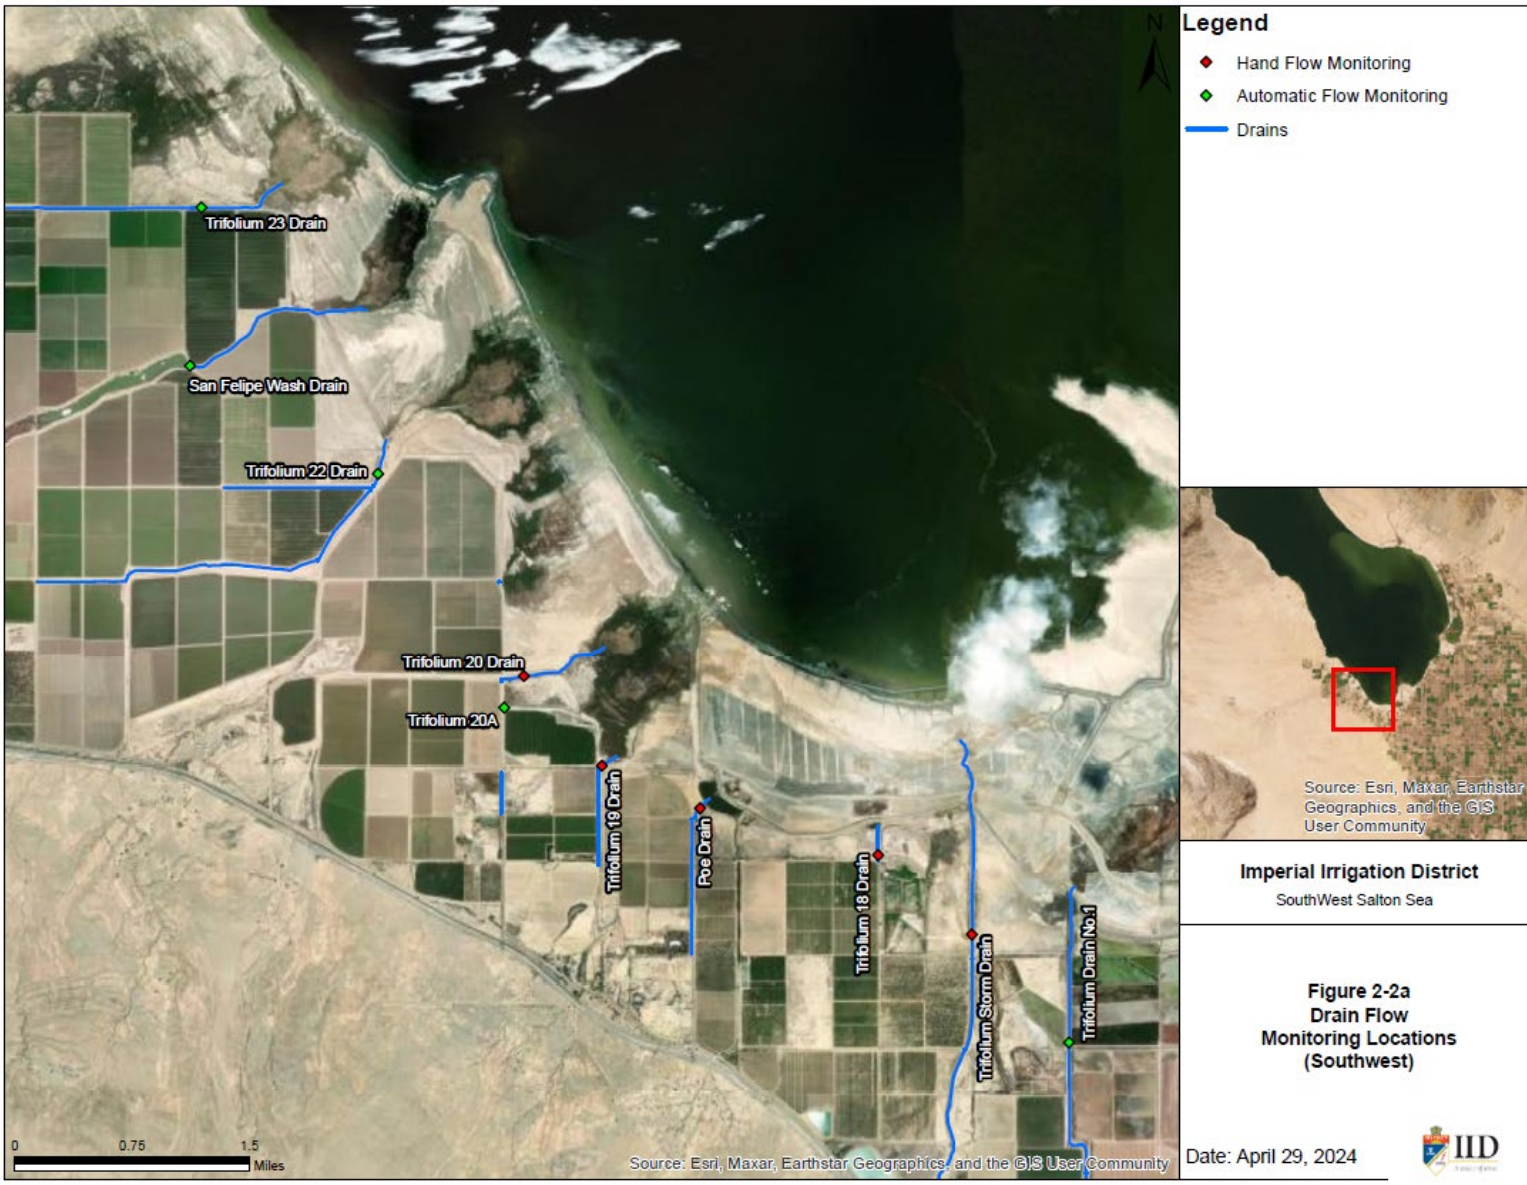 N
Legend
Hand Flow Monitoring
Automatic Flow Monitoring
Drains
Trifolium 23 Drain
San Felipe Wash Drain
Trifolium 22 Drain
Trifolium 20 Drain
Trifolium 20A
Trifolium 19 Drain
Poe Drain
Trifolium 18 Drain
Trifolium Storm Drain
Trifolium Drain No.1
0 0.75 1.5
Miles
Source: Esri, Maxar, Earthstar Geographics, and the GIS User Community
Source: Esri, Maxar, Earthstar
Geographics, and the GIS
User Community
Imperial Irrigation District
SouthWest Salton Sea
Figure 2-2a
Drain Flow
Monitoring Locations
(Southwest)
Date: April 29, 2024
IID